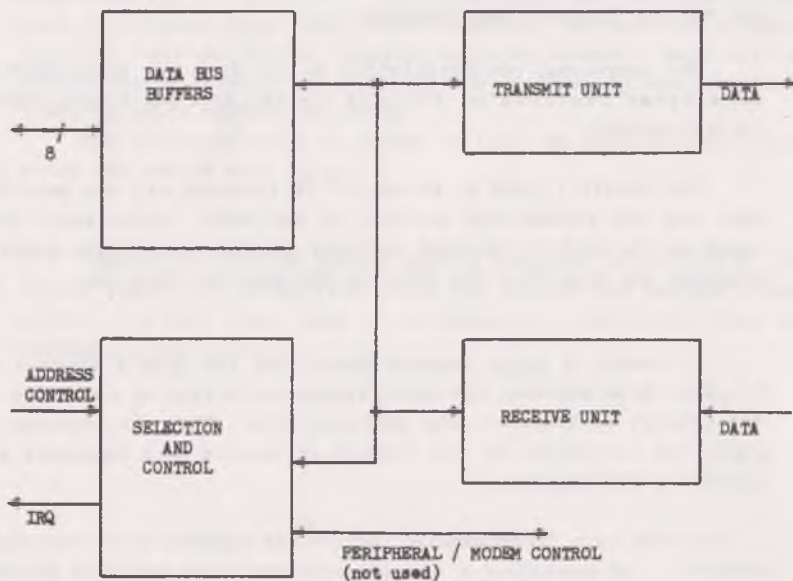 DATA BUS
BUFFERS
TRANSMIT UNIT
DATA
8
ADDRESS
CONTROL
SELECTION
AND
CONTROL
RECEIVE UNIT
DATA
IRQ
PERIPHERAL / MODEM CONTROL
(not used)